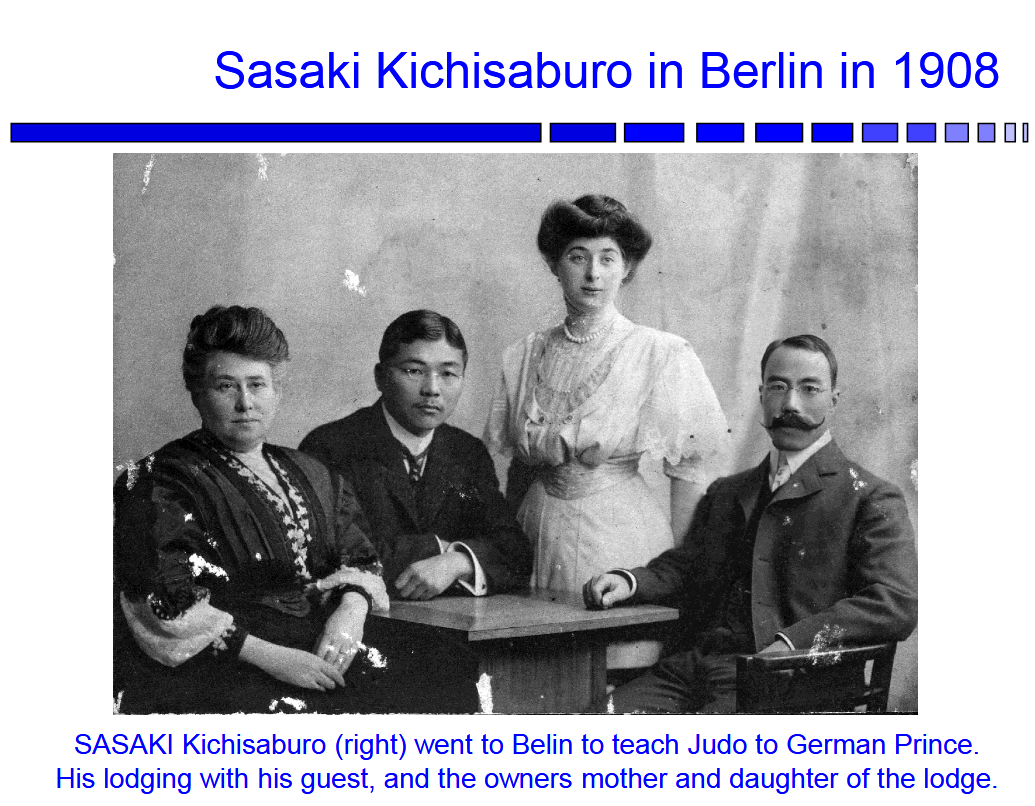 Sasaki Kichisaburo in Berlin in 1908
SASAKI Kichisaburo (right) went to Belin to teach Judo to German Prince.
His lodging with his guest, and the owners mother and daughter of the lodge.